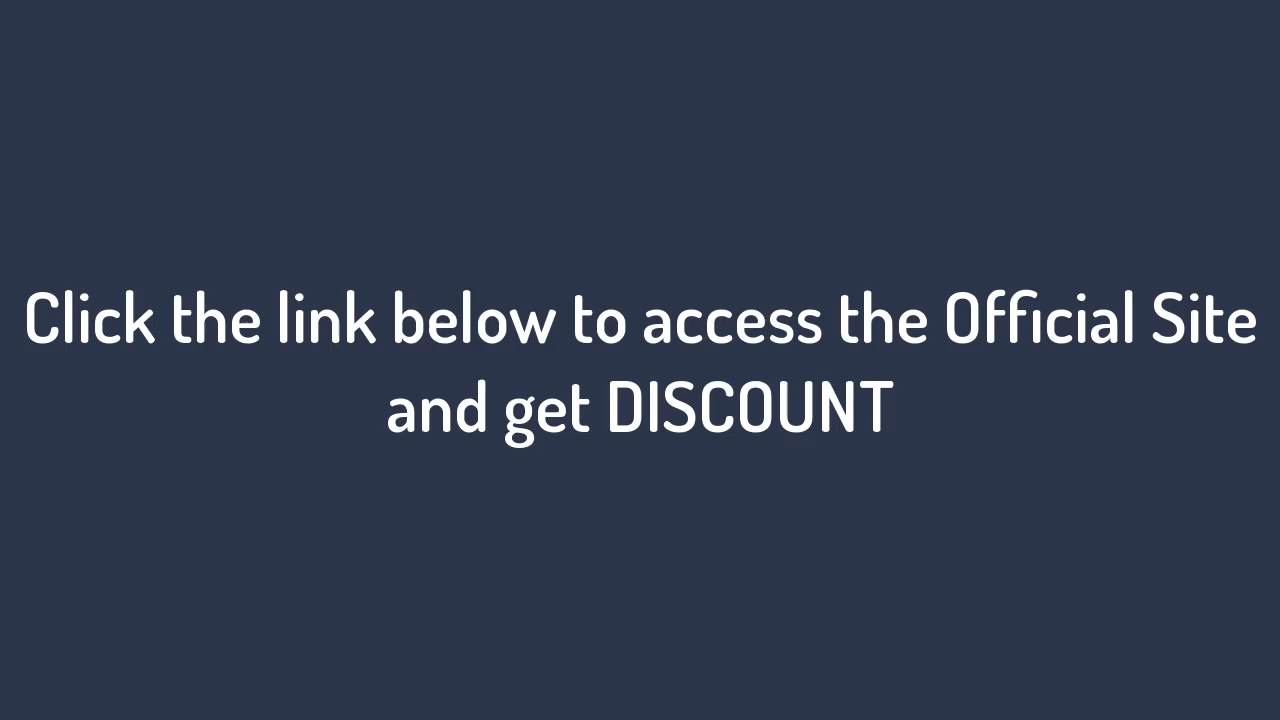 Click the link below to access the Official Site
and get DISCOUNT